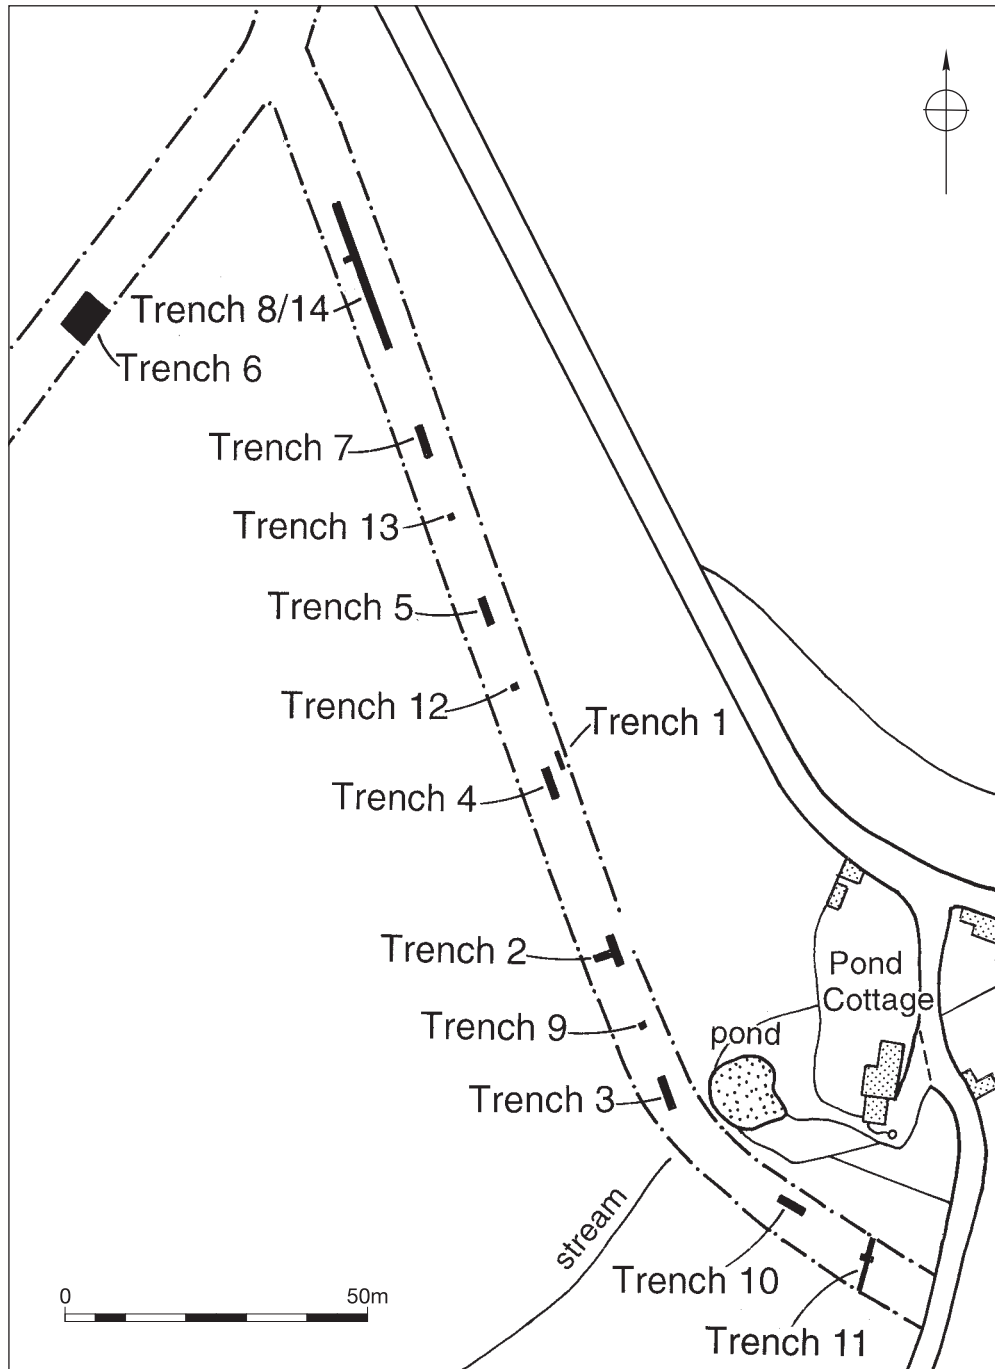 Trench 8/14
Trench 6
Trench 7
Trench 13
Trench 5
Trench 12
Trench 1
Trench 4
Trench 2
Pond
Cottage
Trench 9
pond
Trench 3
stream
Trench 10
0 50m
Trench 11